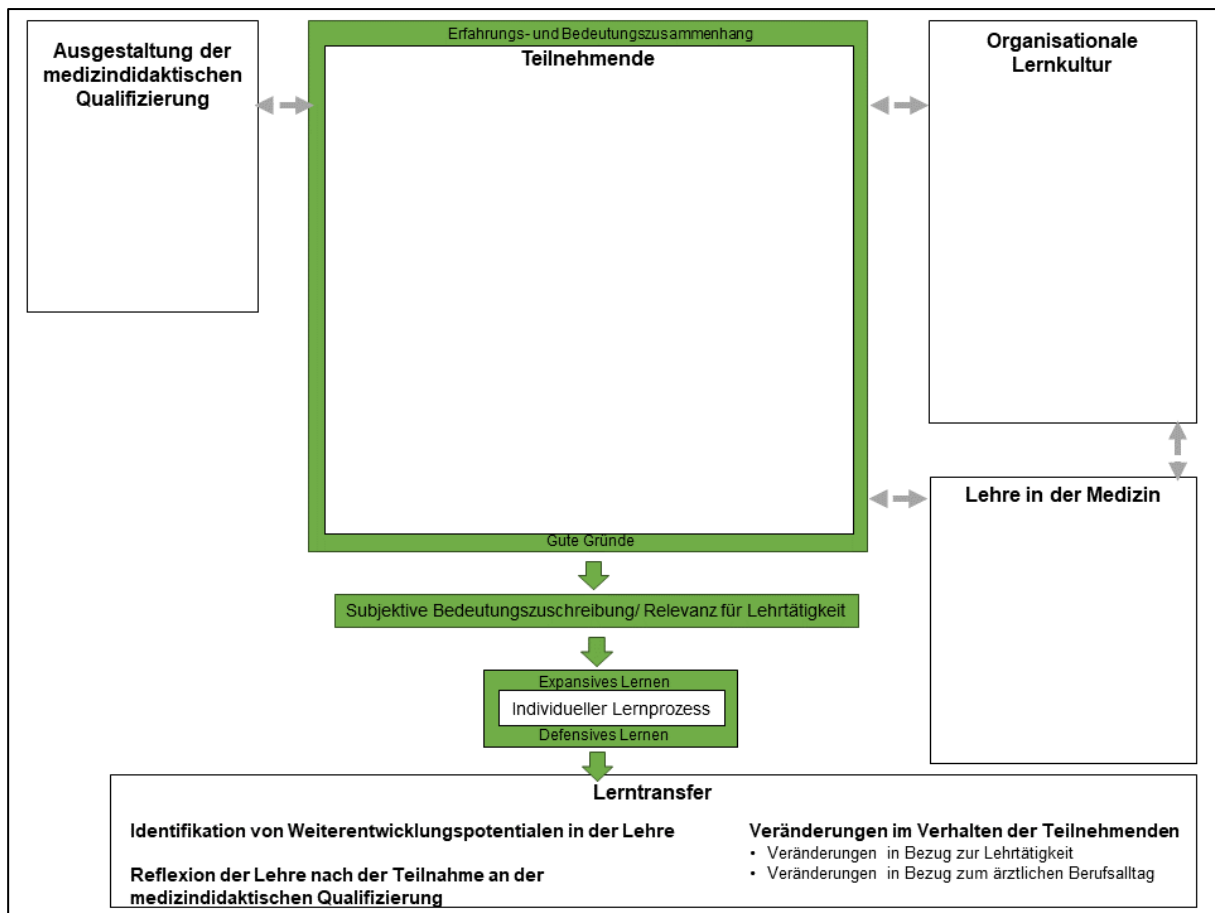 Ausgestaltung der
medizindidaktischen
Qualifizierung
Erfahrungs- und Bedeutungszusammenhang
Teilnehmende
Organisationale
Lernkultur
Lehre in der Medizin
Gute Gründe
Subjektive Bedeutungszuschreibung/ Relevanz für Lehrtätigkeit
Expansives Lernen
Individueller Lernprozess
Defensives Lernen
Lerntransfer
Identifikation von Weiterentwicklungspotentialen in der Lehre
Reflexion der Lehre nach der Teilnahme an der
medizindidaktischen Qualifizierung
Veränderungen im Verhalten der Teilnehmenden
• Veränderungen in Bezug zur Lehrtätigkeit
• Veränderungen in Bezug zum ärztlichen Berufsalltag